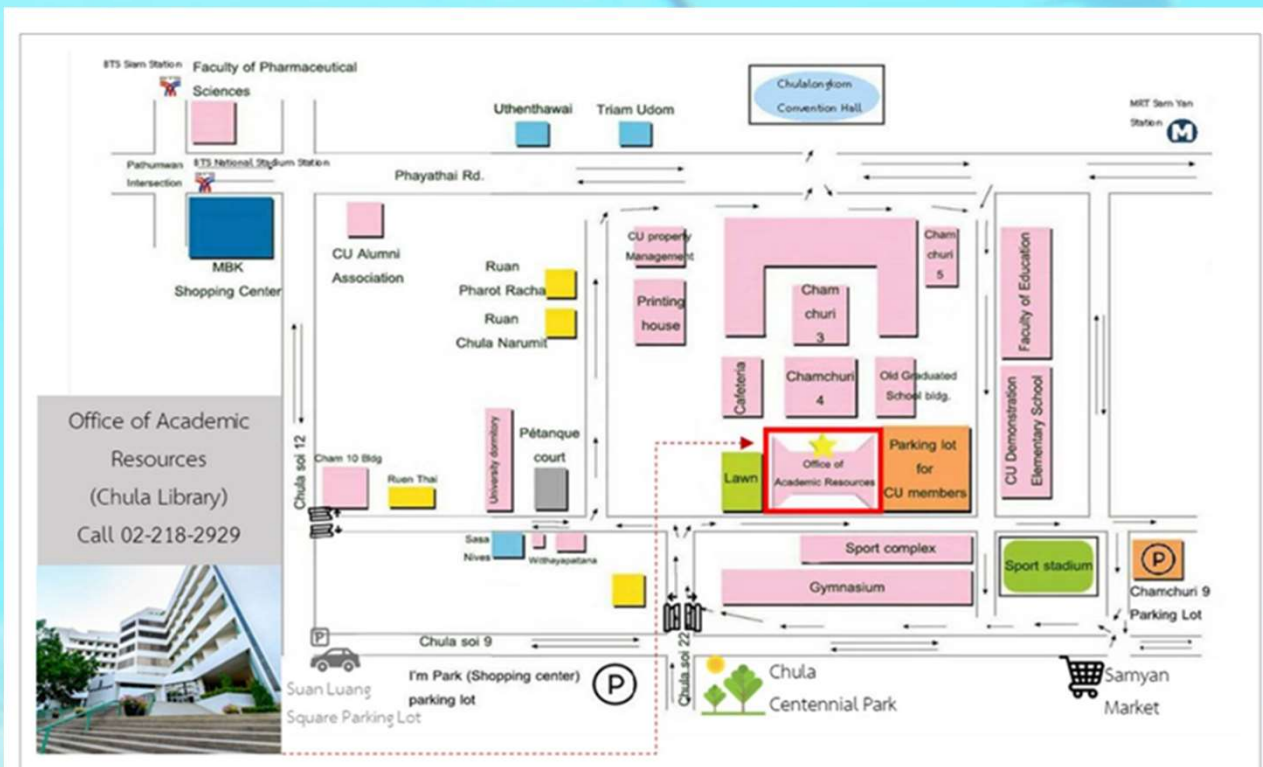 BTS Siam Station
Faculty of Pharmaceutical
Sciences
Uthenthawai
Triam Udom
Chulalongkorn
Convention Hall
MRT Sam Yan
Station
M
Pathumwan
Intersection
BTS National Stadium Station
Phayathai Rd.
MBK
Shopping Center
CU Alumni
Association
Ruan
Pharot Racha
Ruan
Chula Narumit
CU property
Management
Printing
house
Cham
churi
3
Cham
churi
5
Faculty of Education
Cafeteria
Chamchuri
4
Old Graduated
School bldg.
CU Demonstration
Elementary School
Office of Academic
Resources
(Chula Library)
Call 02-218-2929
Chula soi 12
Cham 10 Bldg
Ruen Thai
University dormitory
Pétanque
court
Lawn
Office of
Academic Resources
Parking lot
for
CU members
Sasa
Nives
Witthayapattana
Sport complex
Gymnasium
Sport stadium
P
Chamchuri 9
Parking Lot
P
Chula soi 9
Chula soi 22
Suan Luang
Square Parking Lot
I'm Park (Shopping center)
parking lot
P
Chula
Centennial Park
Samyan
Market